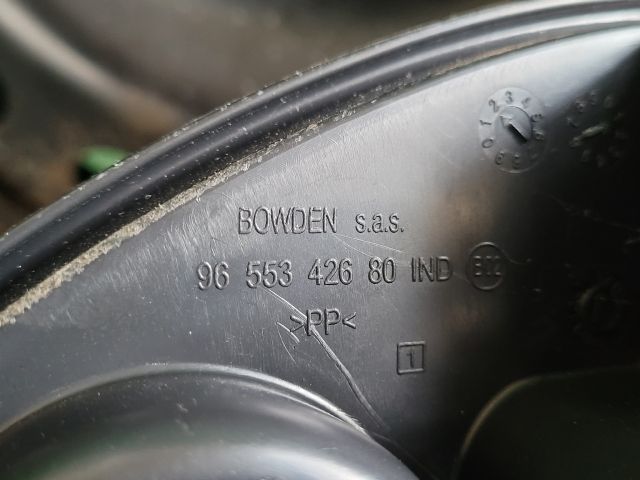 BOWDEN s.a.s.
96 553 426 80 IND
>PP<
1